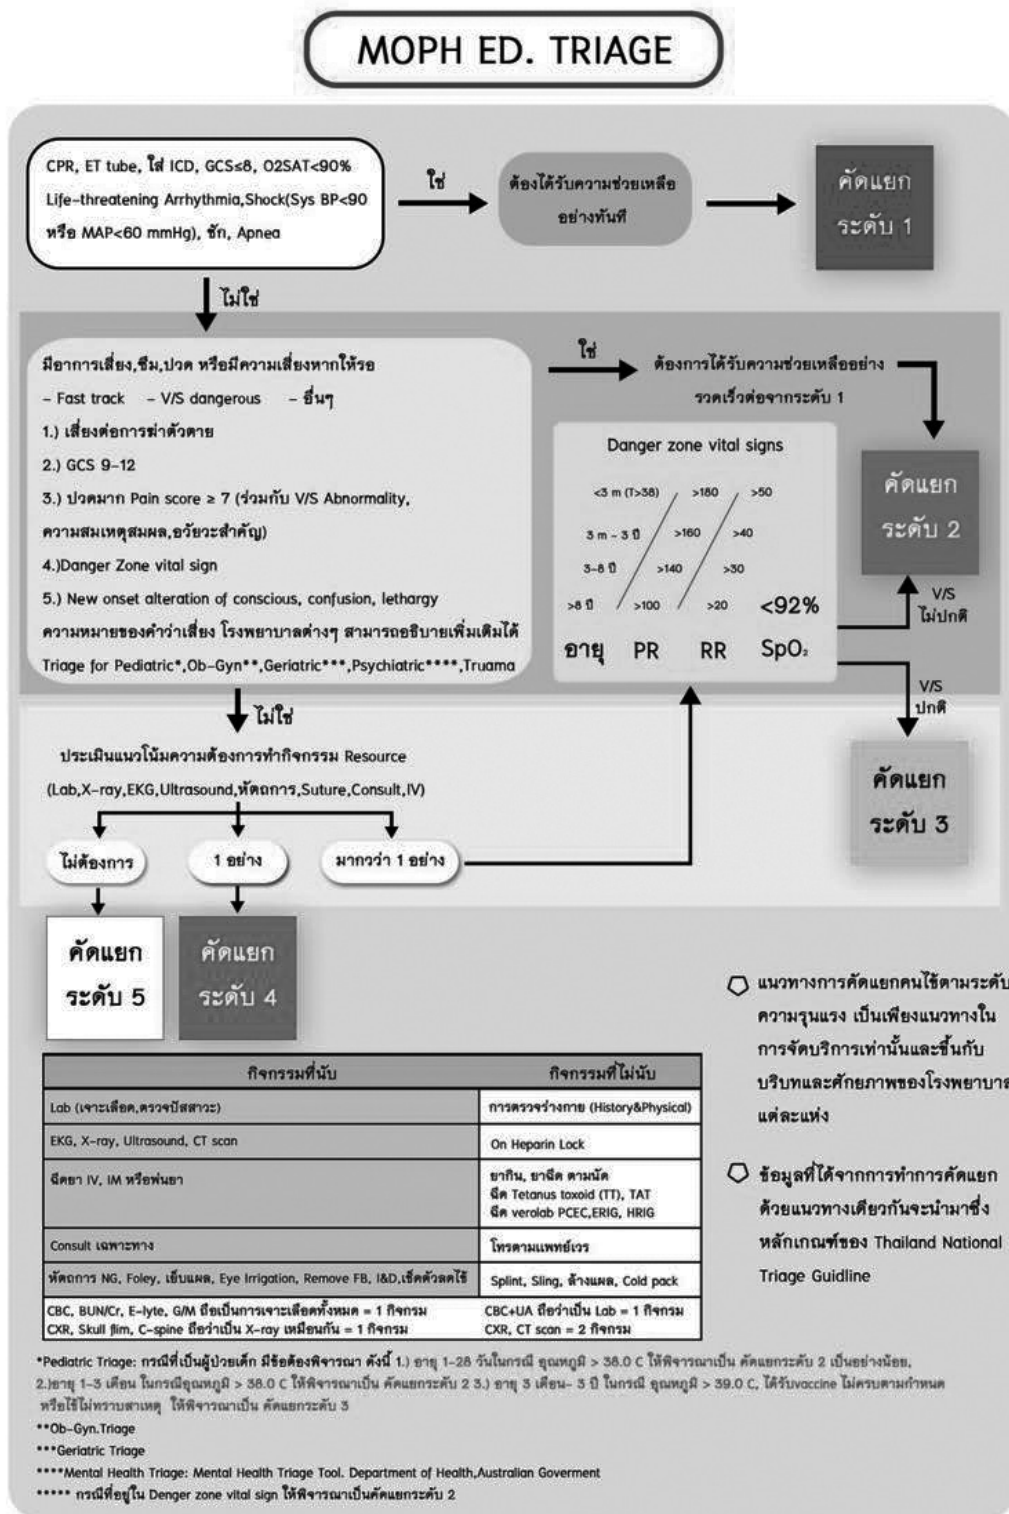 MOPH ED. TRIAGE
CPR, ET tube, ใส่ ICD, GCS≤8, O2SAT<90%
Life-threatening Arrhythmia,Shock(Sys BP<90
หรือ MAP<60 mmHg), ชัก, Apnea
ใช่
ต้องได้รับความช่วยเหลือ
อย่างทันที
คัดแยก
ระดับ 1
ไม่ใช่
มีอาการเสี่ยง,ซึม,ปวด หรือมีความเสี่ยงหากให้รอ
- Fast track - V/S dangerous - อื่นๆ
1.) เสี่ยงต่อการฆ่าตัวตาย
2.) GCS 9-12
3.) ปวดมาก Pain score ≥ 7 (ร่วมกับ V/S Abnormality,
ความสมเหตุสมผล,อวัยวะสำคัญ)
4.)Danger Zone vital sign
5.) New onset alteration of conscious, confusion, lethargy
ความหมายของคำว่าเสี่ยง โรงพยาบาลต่างๆ สามารถอธิบายเพิ่มเติมได้
Triage for Pediatric*,Ob-Gyn**,Geriatric***,Psychiatric****,Truama
ใช่
ต้องการได้รับความช่วยเหลืออย่าง
รวดเร็วต่อจากระดับ 1
Danger zone vital signs
<3 m (T>38) >180 >50
3 m - 3 ปี >160 >40
3-8 ปี >140 >30
>8 ปี >100 >20 <92%
อายุ PR RR SpO₂
คัดแยก
ระดับ 2
V/S
ไม่ปกติ
V/S
ปกติ
คัดแยก
ระดับ 3
ไม่ใช่
ประเมินแนวโน้มความต้องการทำกิจกรรม Resource
(Lab,X-ray,EKG,Ultrasound,หัตถการ,Suture,Consult,IV)
ไม่ต้องการ
1 อย่าง
มากกว่า 1 อย่าง
คัดแยก
ระดับ 5
คัดแยก
ระดับ 4
แนวทางการคัดแยกคนไข้ตามระดับ
ความรุนแรง เป็นเพียงแนวทางใน
การจัดบริการเท่านั้นและขึ้นกับ
บริบทและศักยภาพของโรงพยาบาล
แต่ละแห่ง
ข้อมูลที่ได้จากการทำการคัดแยก
ด้วยแนวทางเดียวกันจะนำมาซึ่ง
หลักเกณฑ์ของ Thailand National
Triage Guidline
กิจกรรมที่นับ กิจกรรมที่ไม่นับ
Lab (เจาะเลือด,ตรวจปัสสาวะ) การตรวจร่างกาย (History&Physical)
EKG, X-ray, Ultrasound, CT scan On Heparin Lock
ฉีดยา IV, IM หรือพ่นยา ยากิน, ยาฉีด ตามนัด
ฉีด Tetanus toxoid (TT), TAT
ฉีด verolab PCEC,ERIG, HRIG
Consult เฉพาะทาง โทรตามแพทย์เวร
หัตถการ NG, Foley, เย็บแผล, Eye Irrigation, Remove FB, I&D,เช็ดตัวลดไข้ Splint, Sling, ล้างแผล, Cold pack
CBC, BUN/Cr, E-lyte, G/M ถือเป็นการเจาะเลือดทั้งหมด = 1 กิจกรม CBC+UA ถือว่าเป็น Lab = 1 กิจกรม
CXR, Skull flim, C-spine ถือว่าเป็น X-ray เหมือนกัน = 1 กิจกรม CXR, CT scan = 2 กิจกรม
*Pediatric Triage: กรณีที่เป็นผู้ป่วยเด็ก มีข้อต้องพิจารณา ดังนี้ 1.) อายุ 1-28 วันในกรณี อุณหภูมิ > 38.0 C ให้พิจารณาเป็น คัดแยกระดับ 2 เป็นอย่างน้อย,
2.)อายุ 1-3 เดือน ในกรณีอุณหภูมิ > 38.0 C ให้พิจารณาเป็น คัดแยกระดับ 2 3.) อายุ 3 เดือน- 3 ปี ในกรณี อุณหภูมิ > 39.0 C, ได้รับvaccine ไม่ครบตามกำหนด
หรือไข้ไม่ทราบสาเหตุ ให้พิจารณาเป็น คัดแยกระดับ 3
**Ob-Gyn.Triage
***Geriatric Triage
****Mental Health Triage: Mental Health Triage Tool. Department of Health,Australian Goverment
***** กรณีที่อยู่ใน Denger zone vital sign ให้พิจารณาเป็นคัดแยกระดับ 2